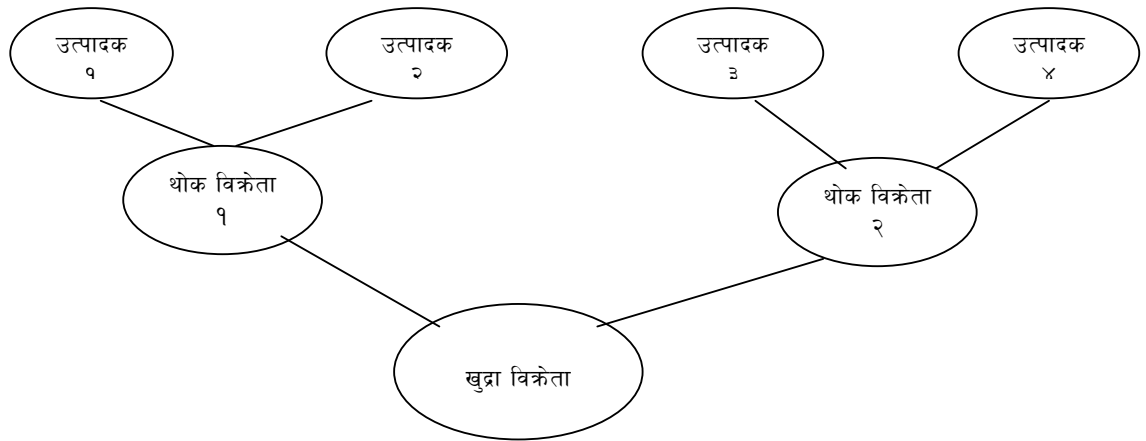 उत्पादक
१
उत्पादक
२
उत्पादक
३
उत्पादक
४
थोक विक्रेता
१
थोक विक्रेता
२
खुद्रा विक्रेता